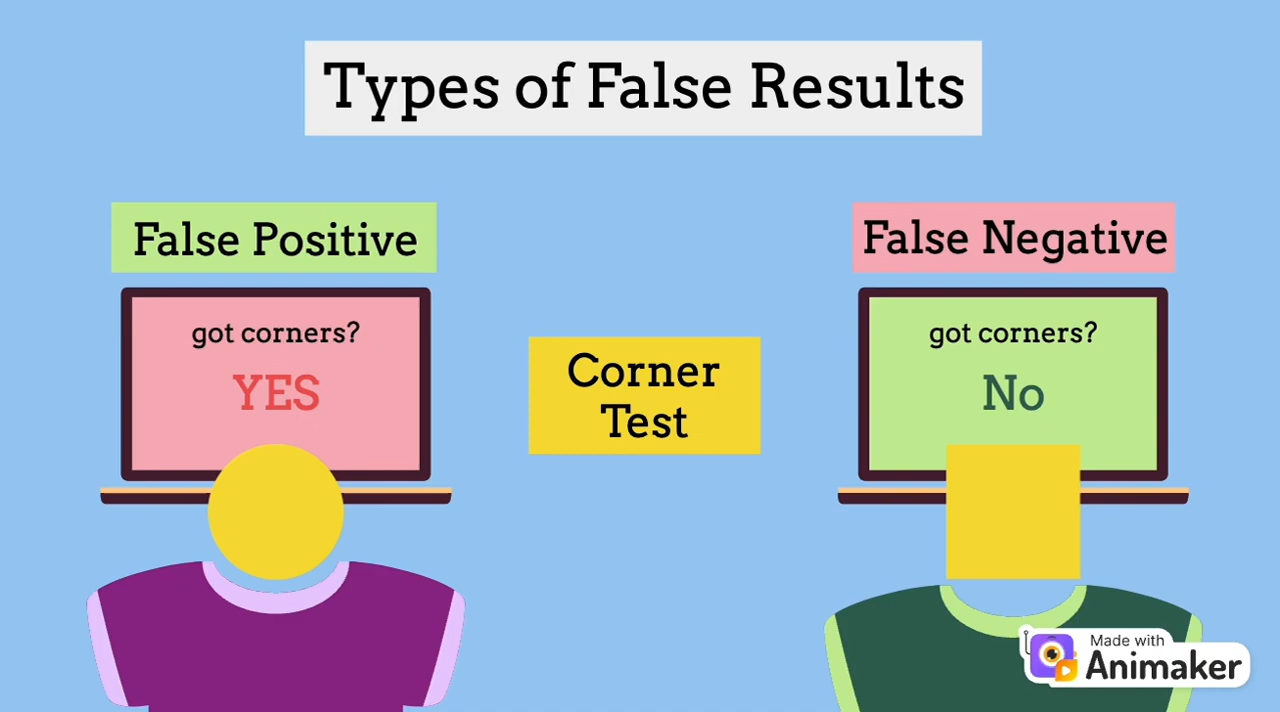 Types of False Results
False Positive
got corners?
YES
Corner
Test
False Negative
got corners?
No
Made with
Animaker